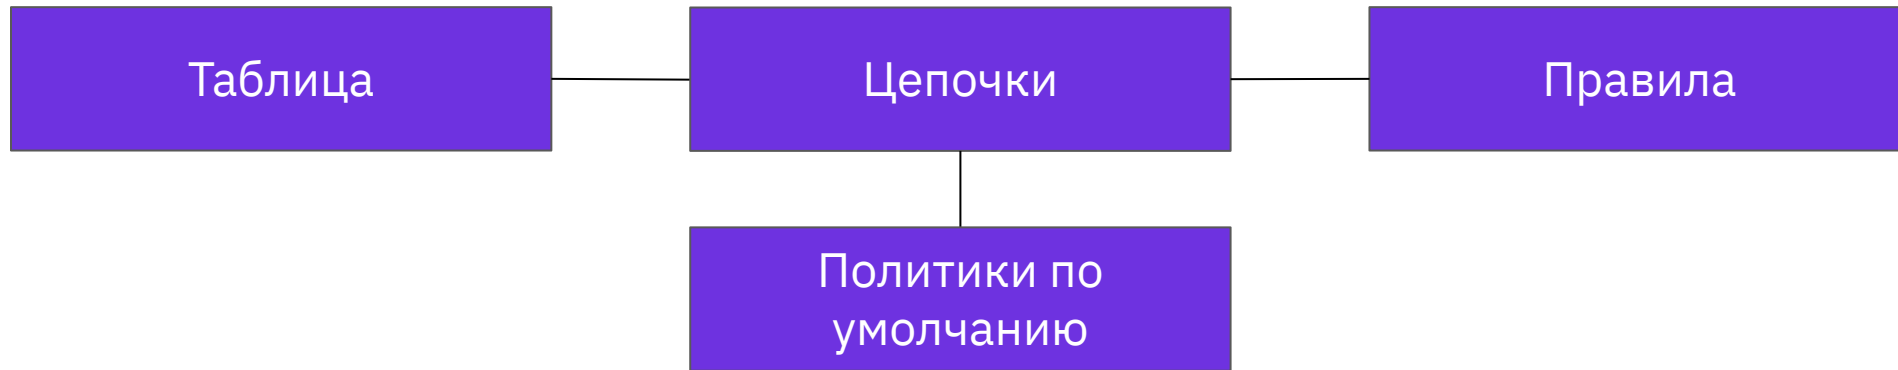 Таблица
Цепочки
Правила
Политики по
умолчанию